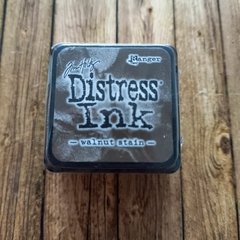 Tim Holtz Ranger
Distress
Ink
- walnut stain -